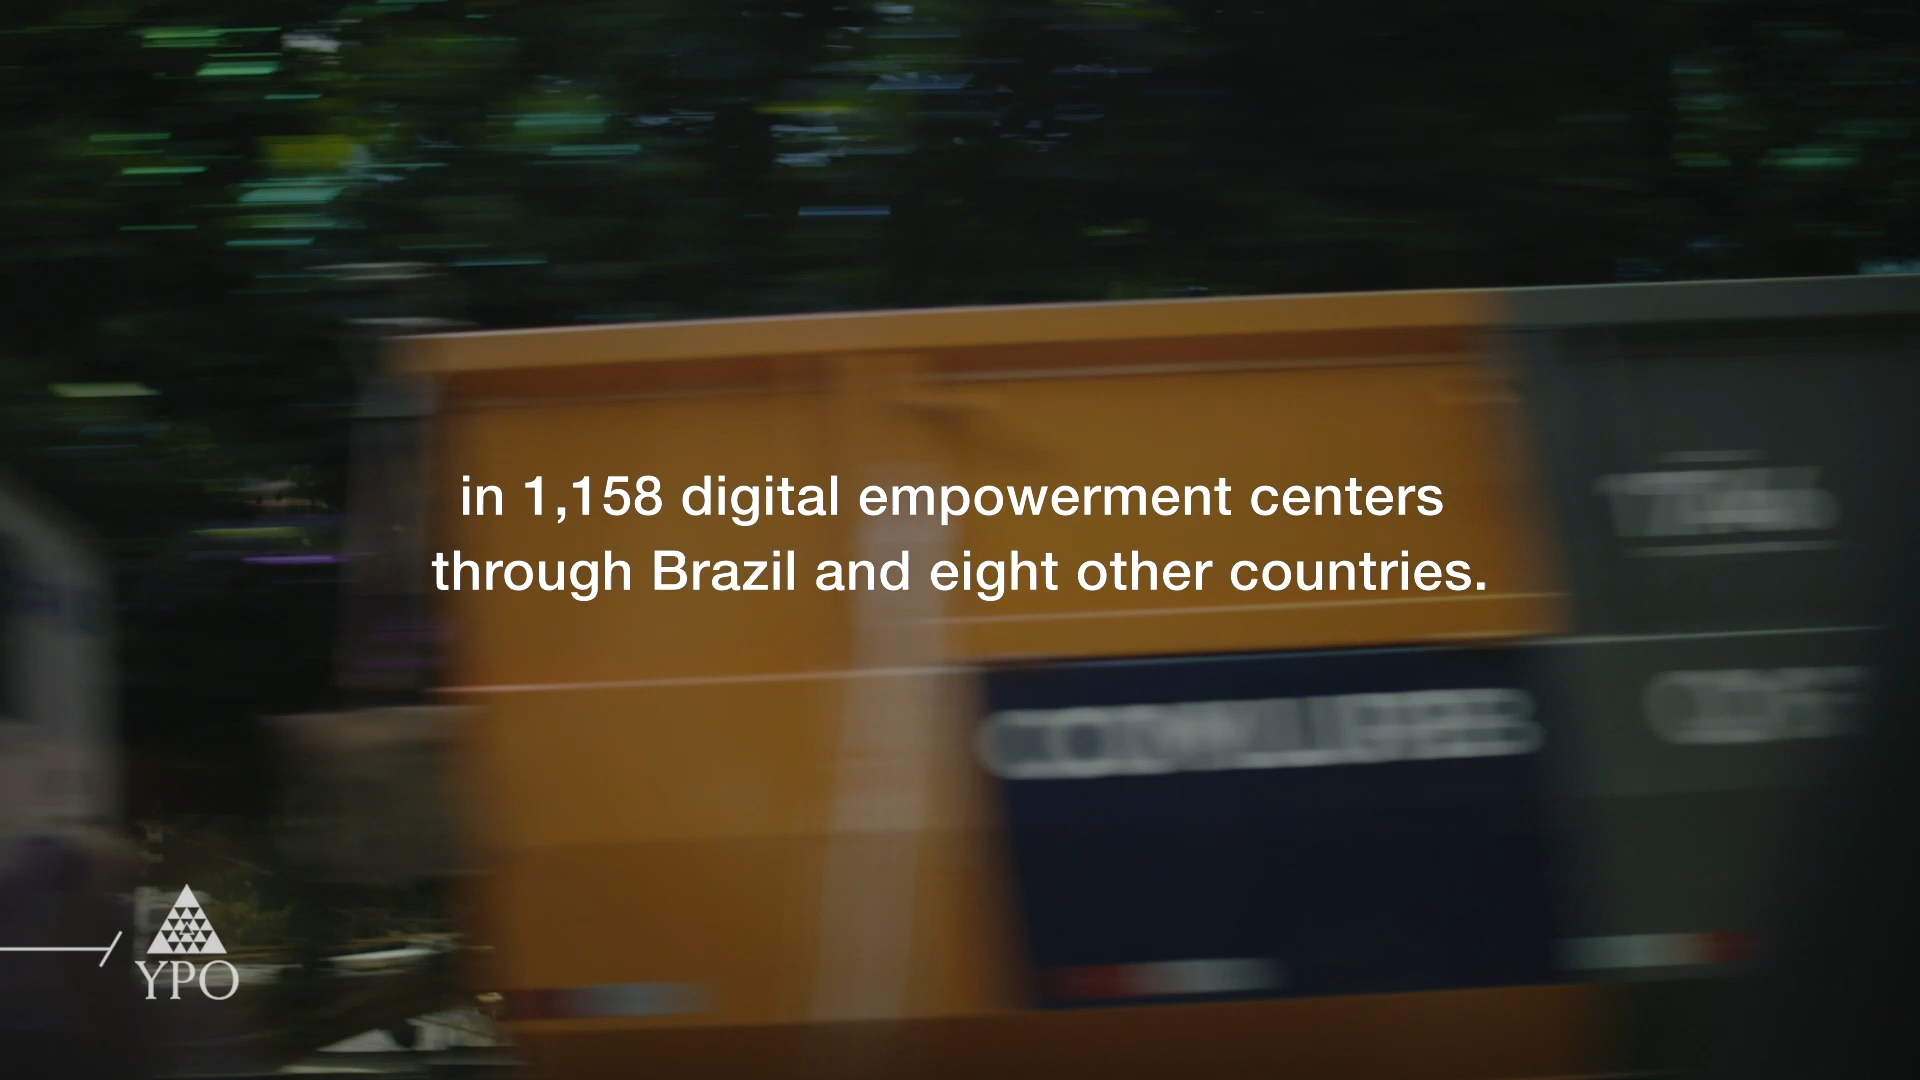 in 1,158 digital empowerment centers
through Brazil and eight other countries.
YPO